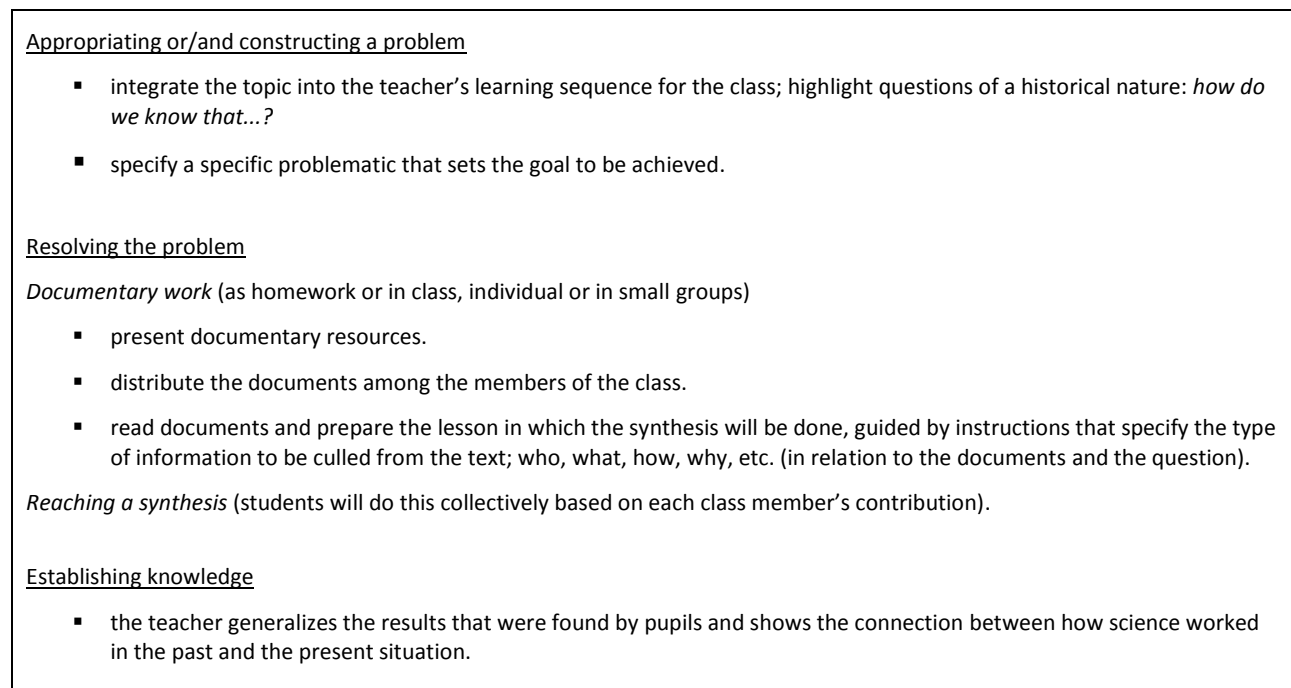 Appropriating or/and constructing a problem
▪ integrate the topic into the teacher’s learning sequence for the class; highlight questions of a historical nature: how do
we know that...?
▪ specify a specific problematic that sets the goal to be achieved.
Resolving the problem
Documentary work (as homework or in class, individual or in small groups)
▪ present documentary resources.
▪ distribute the documents among the members of the class.
▪ read documents and prepare the lesson in which the synthesis will be done, guided by instructions that specify the type
of information to be culled from the text; who, what, how, why, etc. (in relation to the documents and the question).
Reaching a synthesis (students will do this collectively based on each class member’s contribution).
Establishing knowledge
▪ the teacher generalizes the results that were found by pupils and shows the connection between how science worked
in the past and the present situation.